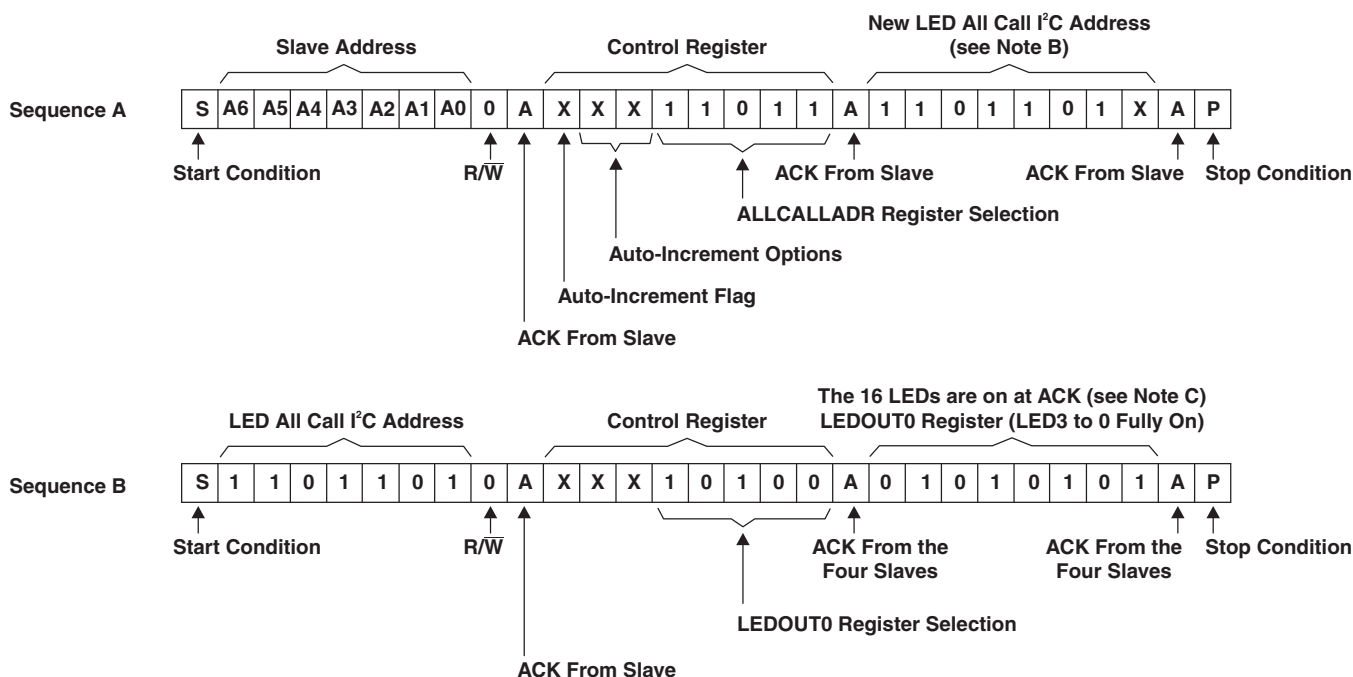 New LED All Call I²C Address
(see Note B)
Slave Address
Control Register
Sequence A
S A6 A5 A4 A3 A2 A1 A0 0 A X X X 1 1 0 1 1 A 1 1 0 1 1 0 1 X A P
Start Condition
R/W̅
ACK From Slave
ACK From Slave
Stop Condition
ALLCALLADR Register Selection
Auto-Increment Options
Auto-Increment Flag
ACK From Slave
The 16 LEDs are on at ACK (see Note C)
LEDOUT0 Register (LED3 to 0 Fully On)
LED All Call I²C Address
Control Register
Sequence B
S 1 1 0 1 1 0 1 0 A X X X 1 0 1 0 0 A 0 1 0 1 0 1 0 1 A P
Start Condition
R/W̅
ACK From the
Four Slaves
ACK From the
Four Slaves
Stop Condition
LEDOUT0 Register Selection
ACK From Slave